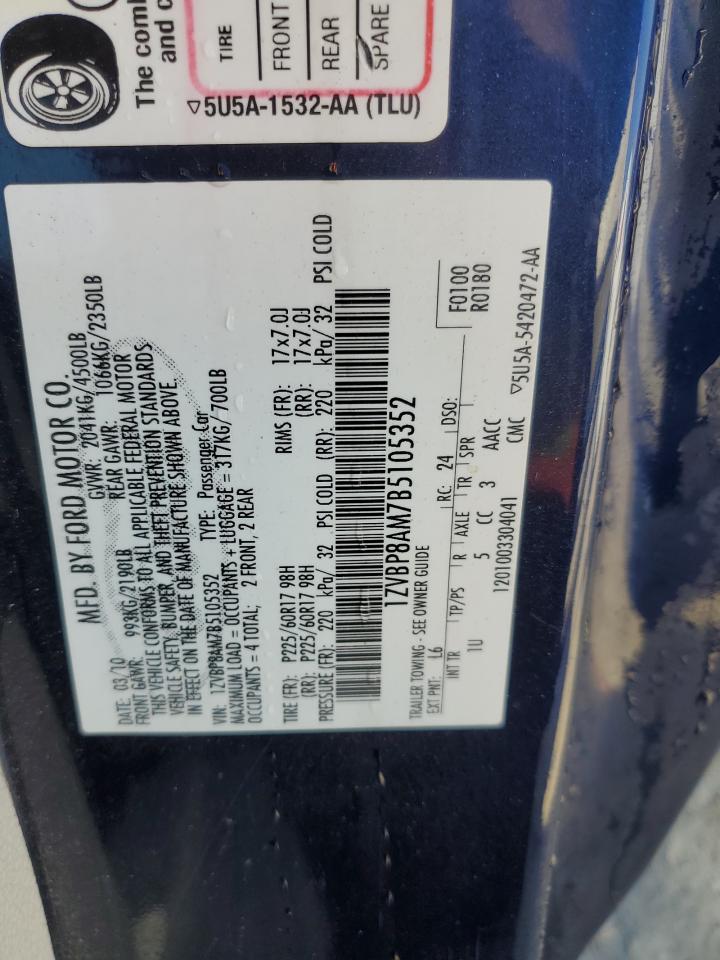 The comb
and c
TIRE
FRONT
REAR
SPARE
▽5U5A-1532-AA (TLU)
MFD. BY FORD MOTOR CO.
DATE: 03/10 GVWR: 2041KG/4500LB
FRONT GAWR: 993KG/2190LB REAR GAWR: 1066KG/2350LB
THIS VEHICLE CONFORMS TO ALL APPLICABLE FEDERAL MOTOR
VEHICLE SAFETY, BUMPER, AND THEFT PREVENTION STANDARDS
IN EFFECT ON THE DATE OF MANUFACTURE SHOWN ABOVE.
VIN: 1ZVBP8AM7B5105352 TYPE: Passenger Car
MAXIMUM LOAD = OCCUPANTS + LUGGAGE = 317KG/700LB
OCCUPANTS = 4 TOTAL; 2 FRONT, 2 REAR
TIRE (FR): P225/60R17 98H RIMS (FR): 17x7.0J
(RR): P225/60R17 98H (RR): 17x7.0J
PRESSURE (FR): 220 kPa/ 32 PSI COLD (RR): 220 kPa/ 32 PSI COLD
1ZVBP8AM7B5105352
TRAILER TOWING - SEE OWNER GUIDE F0100
EXT PNT: L6 RC: 24 DSO: R0180
INT TR TP/PS R AXLE TR SPR
1U 5 CC 3 AACC
1201003304041 CMC ▽5U5A-5420472-AA